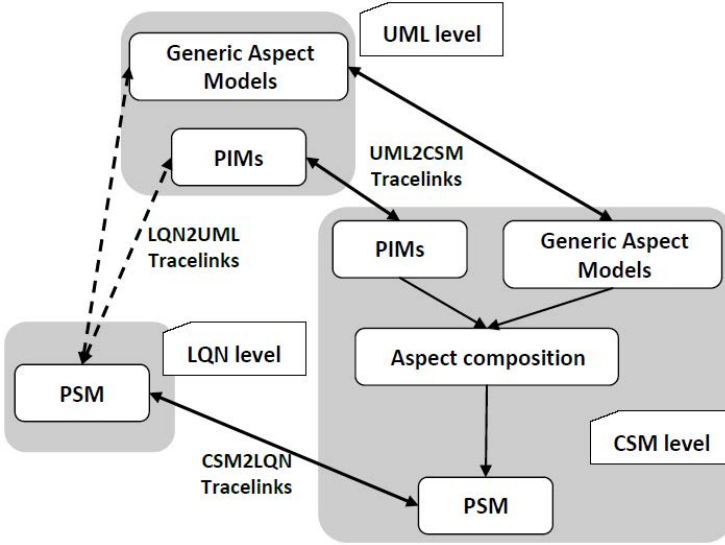 UML level
Generic Aspect
Models
PIMs
UML2CSM
Tracelinks
LQN2UML
Tracelinks
PIMs
Generic Aspect
Models
LQN level
Aspect composition
PSM
CSM level
CSM2LQN
Tracelinks
PSM